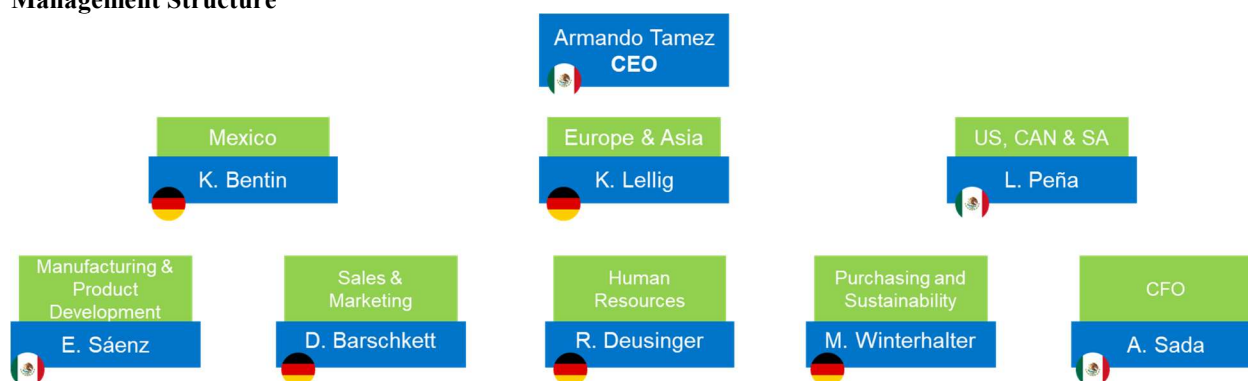 Management Structure
Armando Tamez
CEO
Mexico
K. Bentin
Europe & Asia
K. Lellig
US, CAN & SA
L. Peña
Manufacturing &
Product
Development
E. Sáenz
Sales &
Marketing
D. Barschkett
Human
Resources
R. Deusinger
Purchasing and
Sustainability
M. Winterhalter
CFO
A. Sada